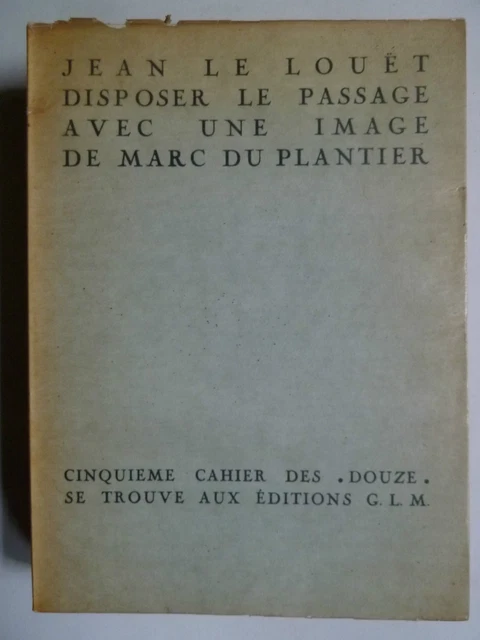 JEAN LE LOUËT
DISPOSER LE PASSAGE
AVEC UNE IMAGE
DE MARC DU PLANTIER
CINQUIEME CAHIER DES . DOUZE .
SE TROUVE AUX ÉDITIONS G. L. M.